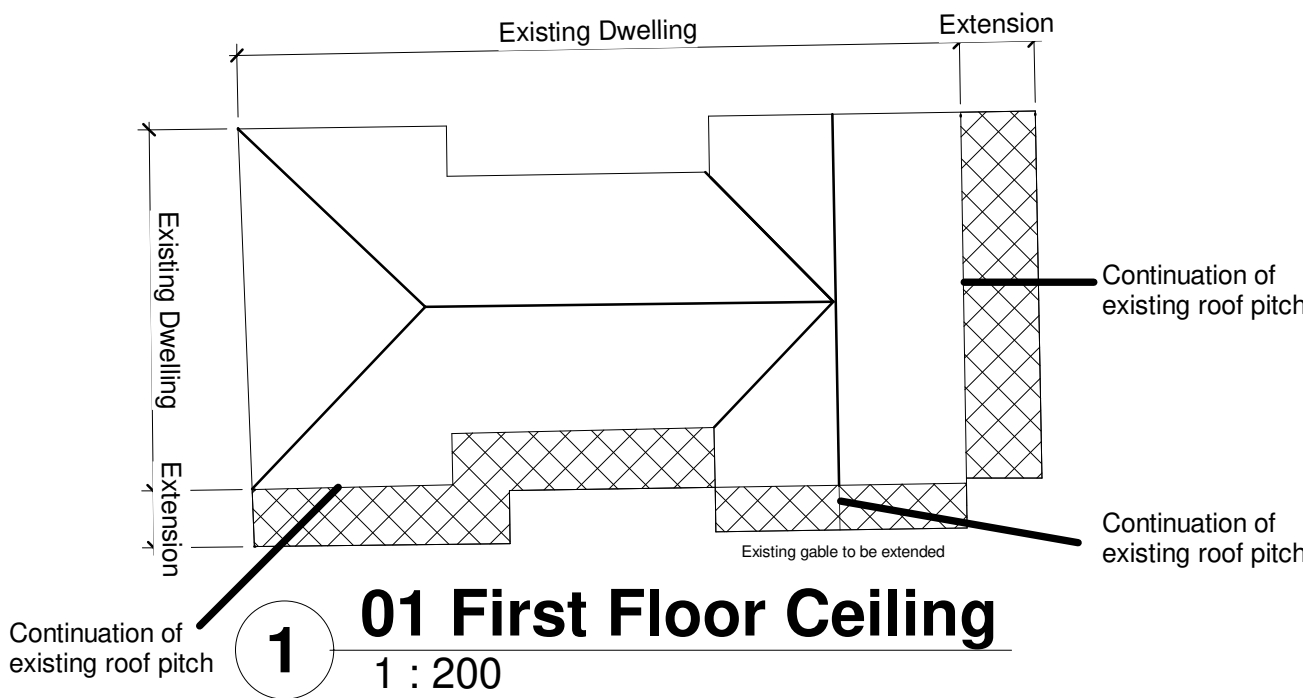 Existing Dwelling
Extension
Existing Dwelling
Extension
Continuation of
existing roof pitch
Continuation of
existing roof pitch
Existing gable to be extended
Continuation of
existing roof pitch
1
01 First Floor Ceiling
1 : 200